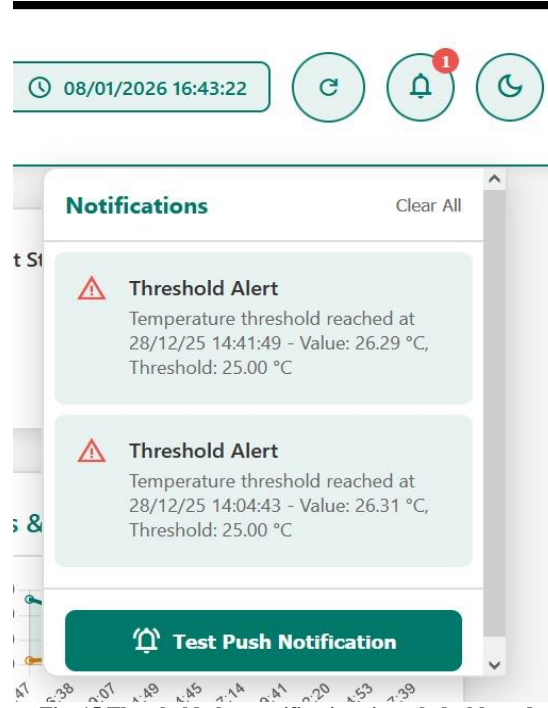 08/01/2026 16:43:22
1
Notifications
Clear All
t St
Threshold Alert
Temperature threshold reached at
28/12/25 14:41:49 - Value: 26.29 °C,
Threshold: 25.00 °C
Threshold Alert
Temperature threshold reached at
28/12/25 14:04:43 - Value: 26.31 °C,
Threshold: 25.00 °C
s &
Test Push Notification